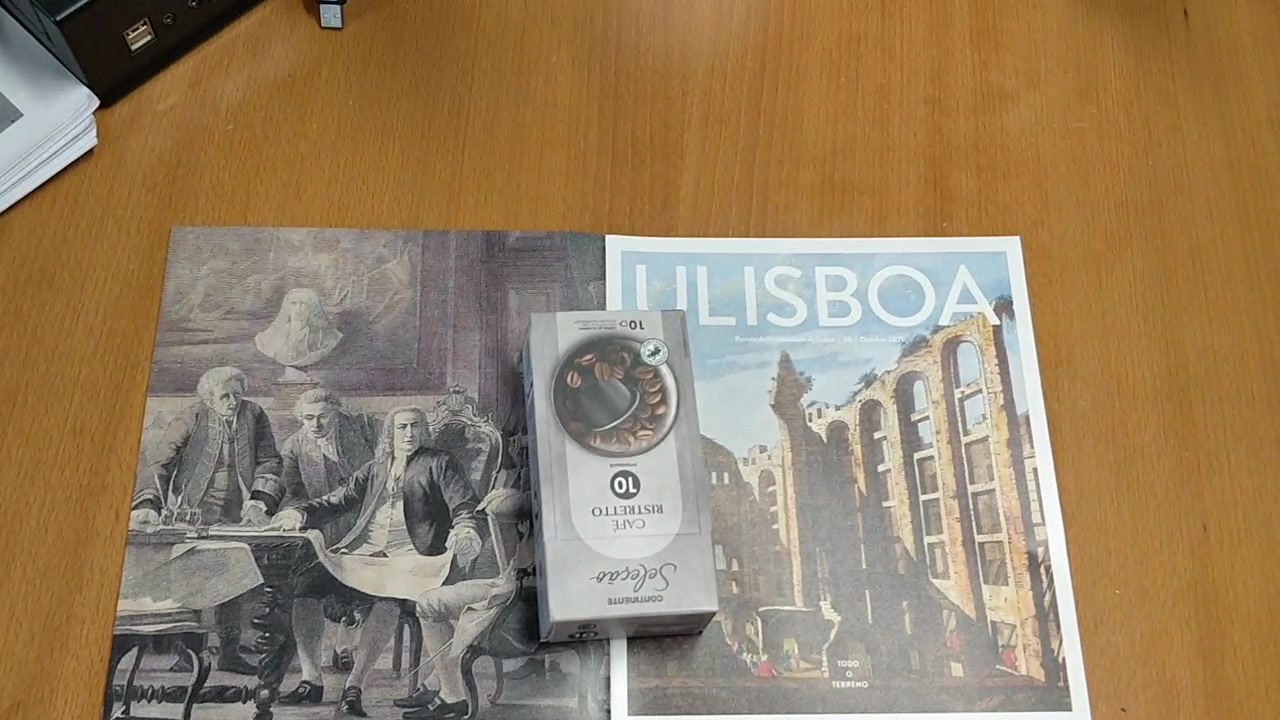 ULISBOA
TODO
O
TERRENO
CONTINENTE
Seleção
CAFÉ
RISTRETTO
10
10